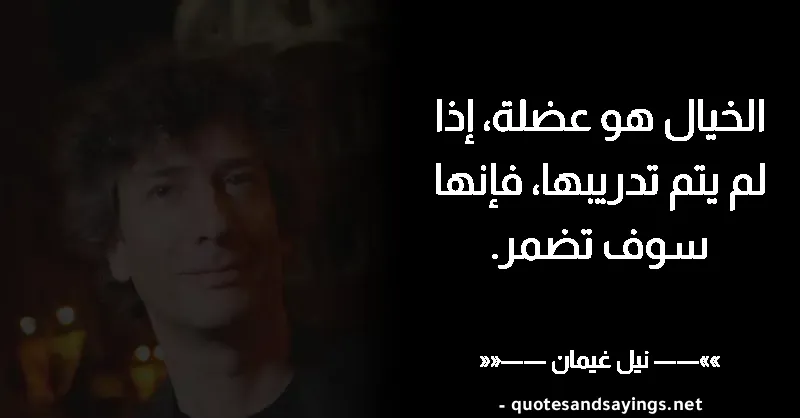 الخيال هو عضلة، إذا
لم يتم تدريبها، فإنها
سوف تضمر.
»»—— نيل غيمان ——««
- quotesandsayings.net